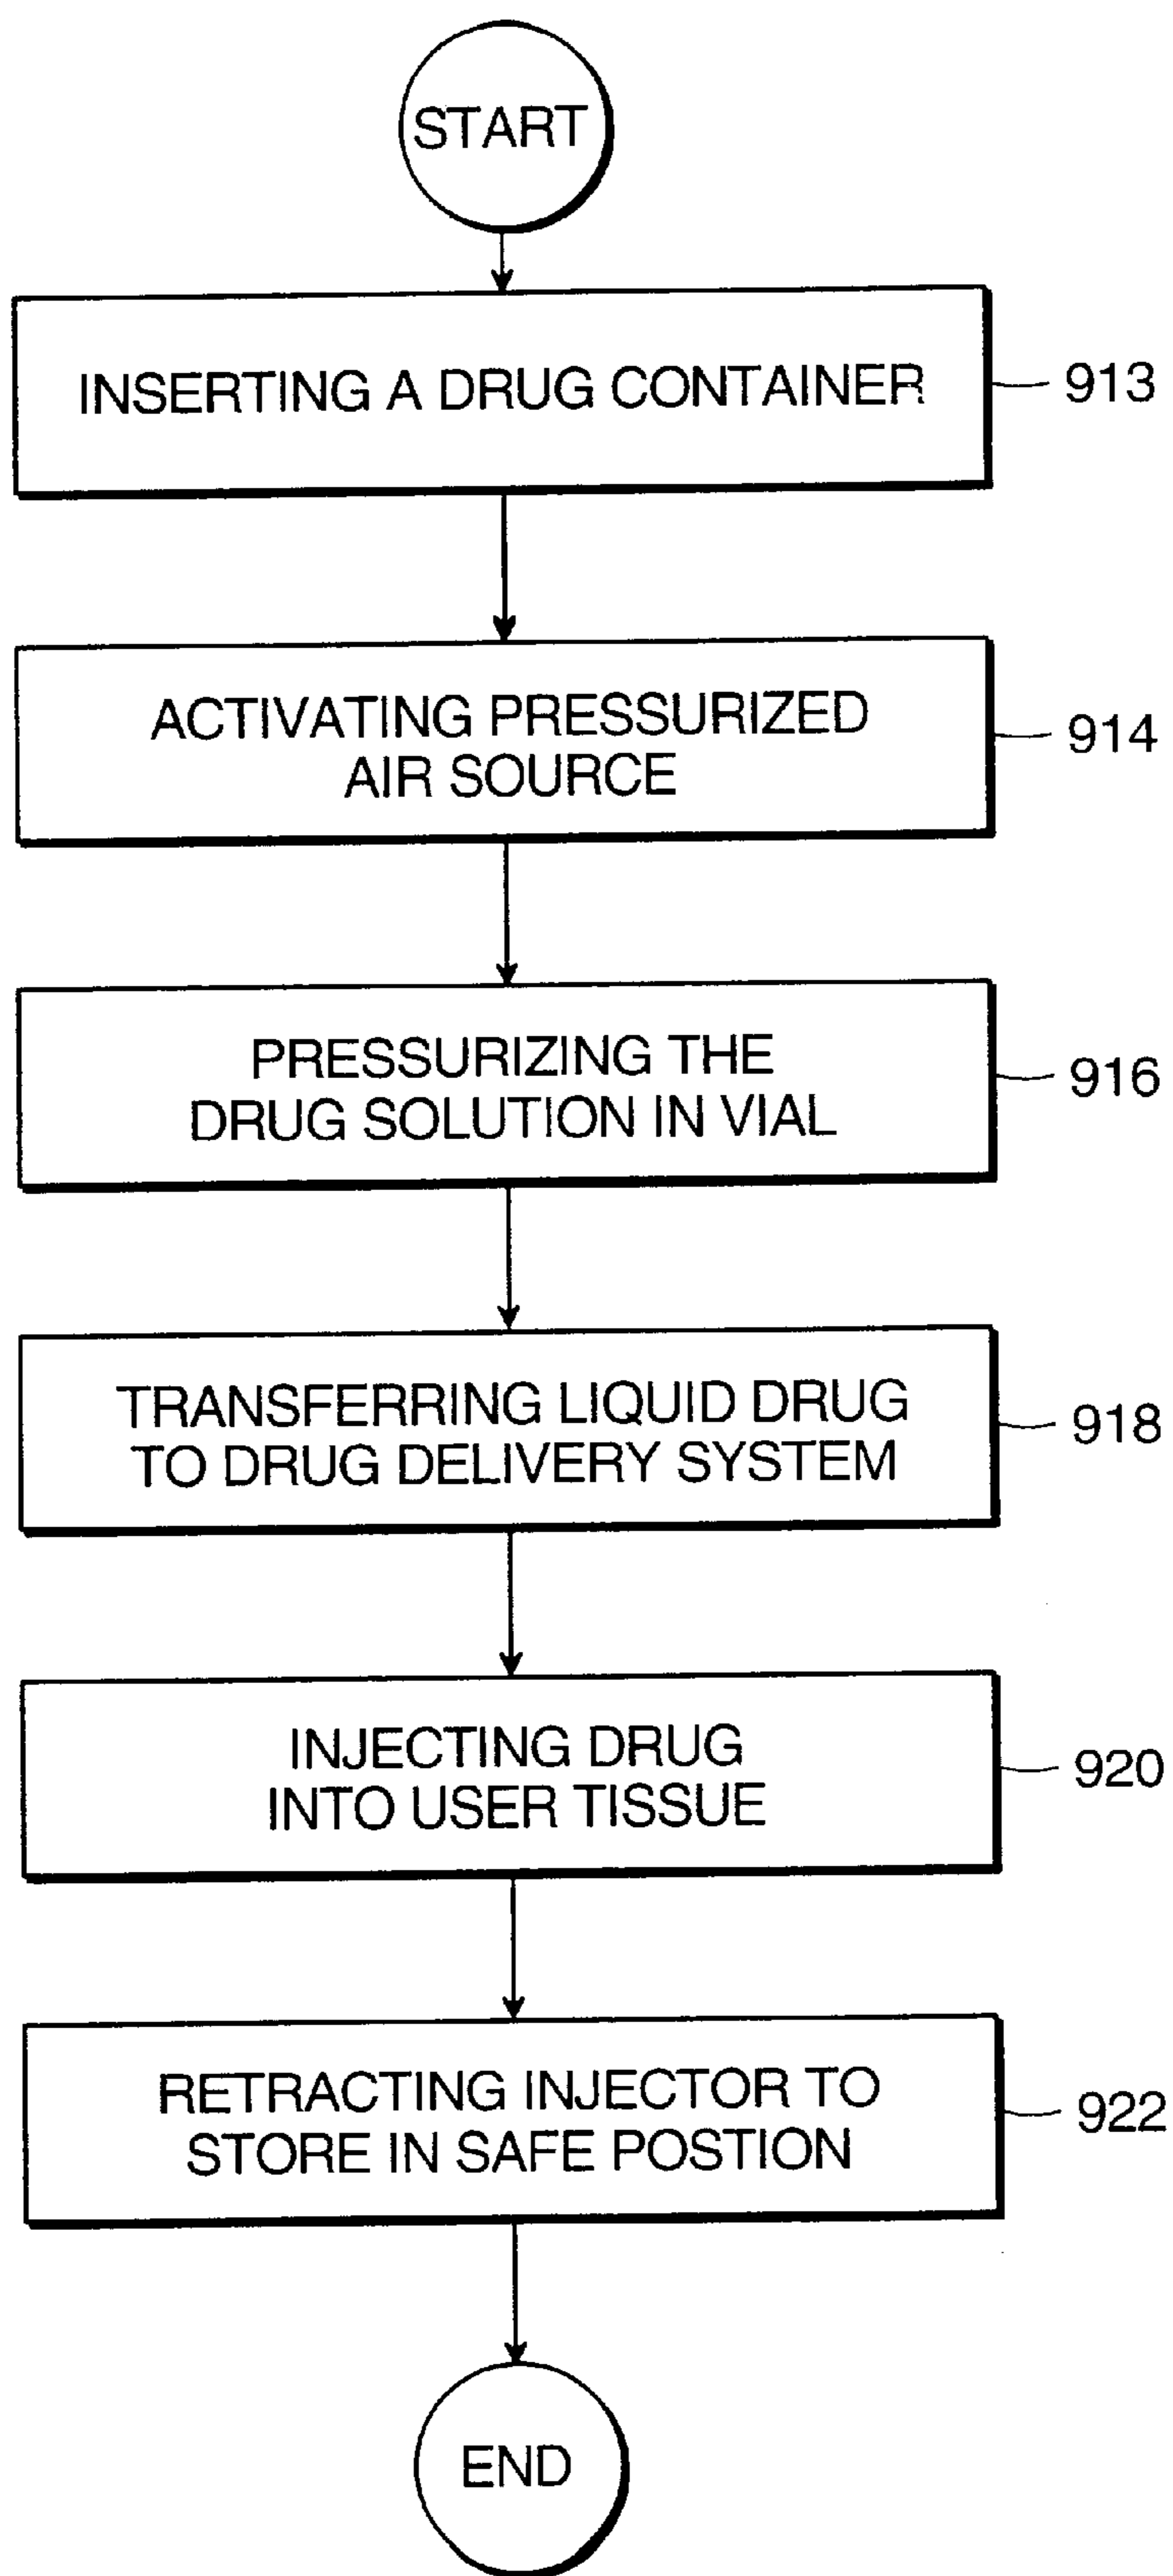 START
INSERTING A DRUG CONTAINER
913
ACTIVATING PRESSURIZED
AIR SOURCE
914
PRESSURIZING THE
DRUG SOLUTION IN VIAL
916
TRANSFERRING LIQUID DRUG
TO DRUG DELIVERY SYSTEM
918
INJECTING DRUG
INTO USER TISSUE
920
RETRACTING INJECTOR TO
STORE IN SAFE POSTION
922
END